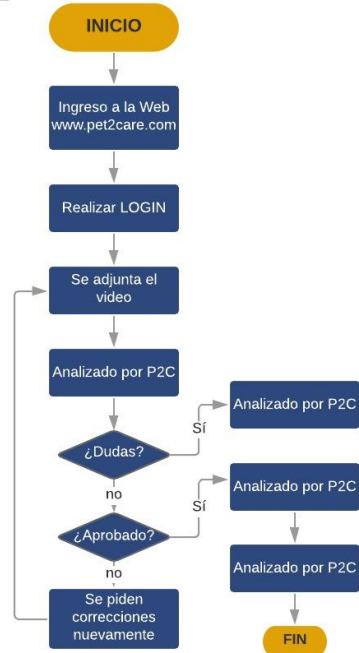 INICIO
Ingreso a la Web
www.pet2care.com
Realizar LOGIN
Se adjunta el
video
Analizado por P2C
¿Dudas?
Sí
Analizado por P2C
no
¿Aprobado?
Sí
Analizado por P2C
Analizado por P2C
FIN
no
Se piden
correcciones
nuevamente